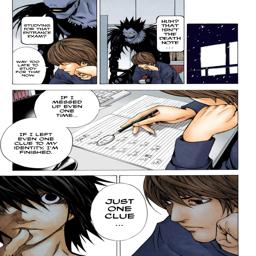 STUDYING
FOR THAT
ENTRANCE
EXAM?
WAY TOO
LATE TO
STUDY FOR
THAT NOW.
HUH?
THAT
ISN'T
THE DEATH
NOTE
...
IF I
MESSED
UP EVEN
ONE
TIME...
IF I LEFT
EVEN ONE
CLUE TO MY
IDENTITY, I'M
FINISHED.
JUST
ONE
CLUE
...